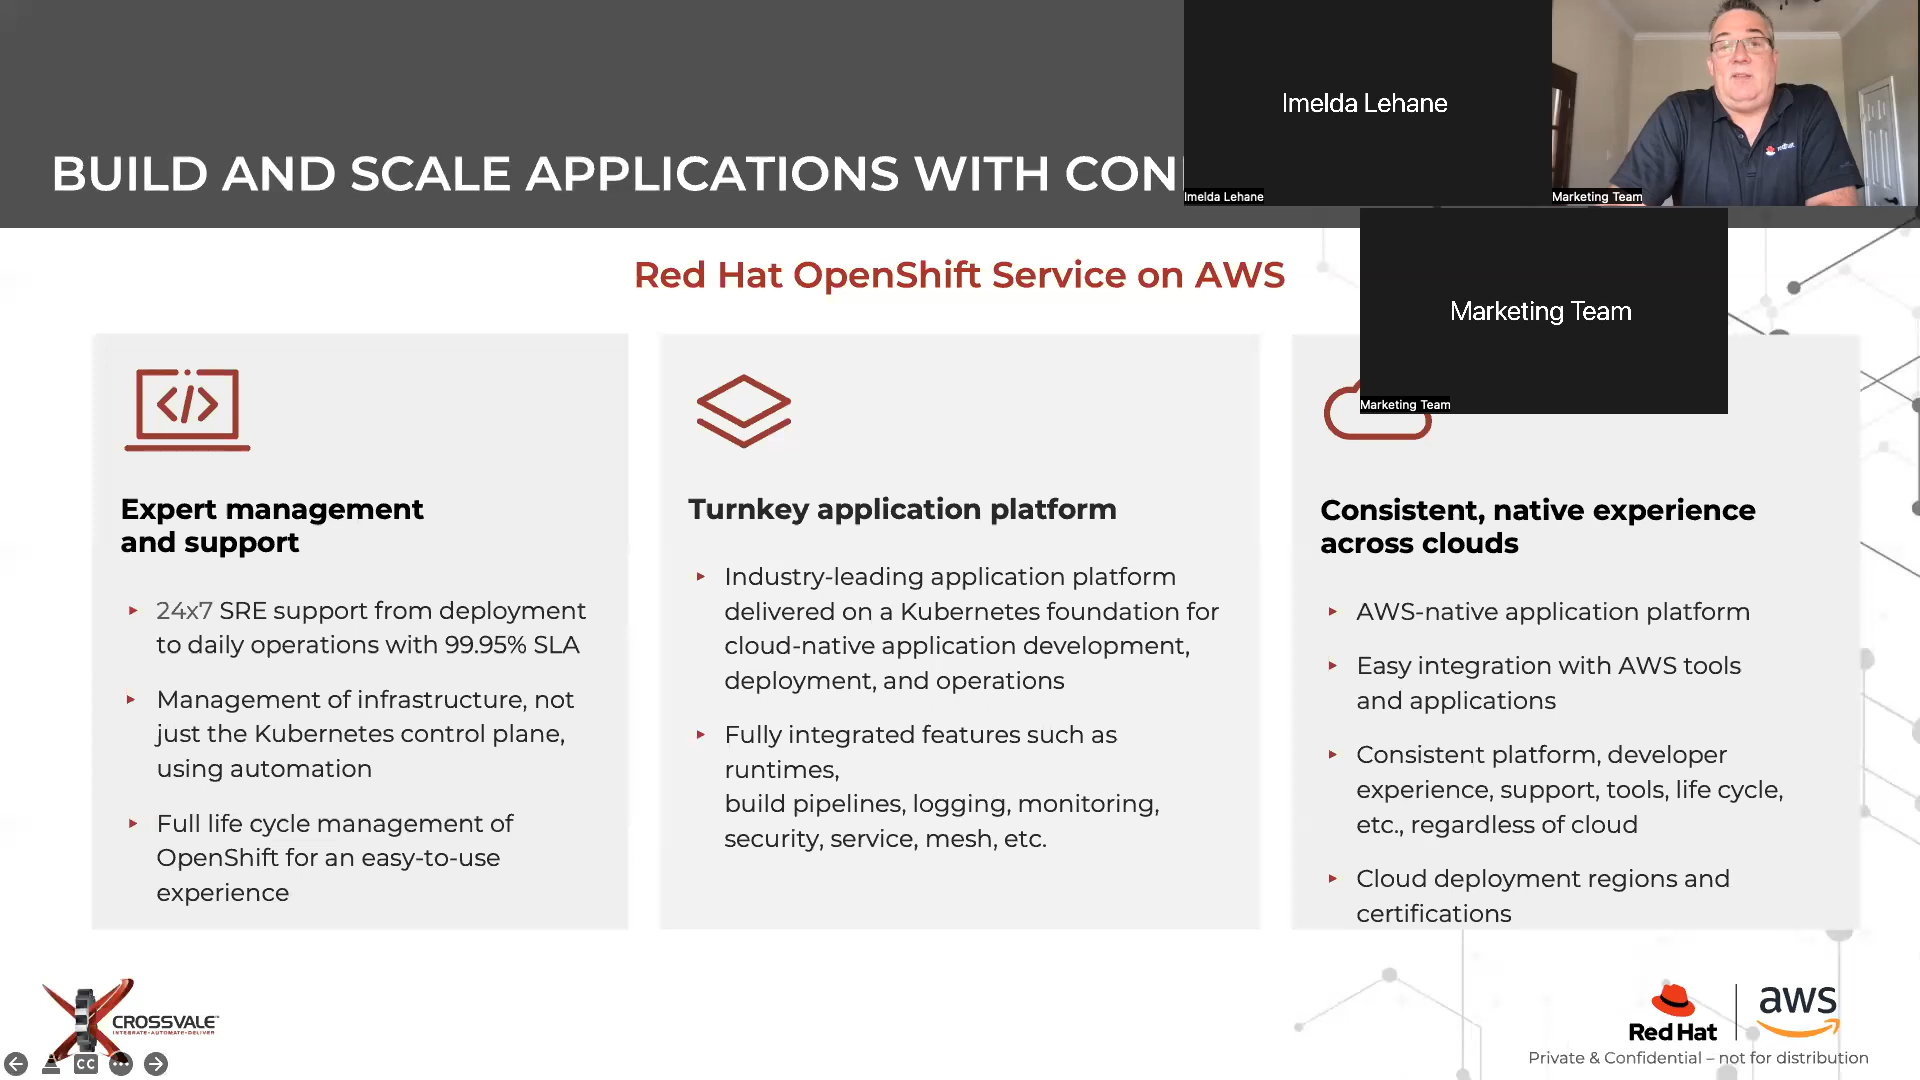 Imelda Lehane
Imelda Lehane
Marketing Team
redhat
BUILD AND SCALE APPLICATIONS WITH CON
Red Hat OpenShift Service on AWS
Marketing Team
Marketing Team
</>
Expert management
and support
24x7 SRE support from deployment
to daily operations with 99.95% SLA
Management of infrastructure, not
just the Kubernetes control plane,
using automation
Full life cycle management of
OpenShift for an easy-to-use
experience
Turnkey application platform
Industry-leading application platform
delivered on a Kubernetes foundation for
cloud-native application development,
deployment, and operations
Fully integrated features such as
runtimes,
build pipelines, logging, monitoring,
security, service, mesh, etc.
Consistent, native experience
across clouds
AWS-native application platform
Easy integration with AWS tools
and applications
Consistent platform, developer
experience, support, tools, life cycle,
etc., regardless of cloud
Cloud deployment regions and
certifications
CROSSVALE
INTEGRATE·AUTOMATE·DELIVER
CC
Red Hat
aws
Private & Confidential – not for distribution